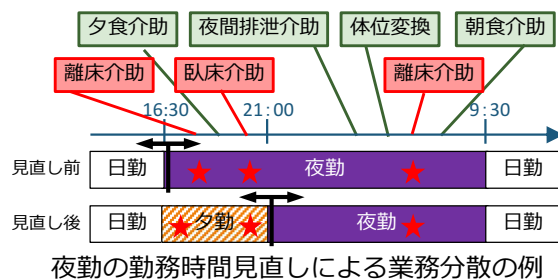 夕食介助 夜間排泄介助 体位変換 朝食介助
離床介助 臥床介助 離床介助
16:30 21:00 9:30
見直し前 日勤 夜勤 日勤
見直し後 日勤 夕勤 夜勤 日勤
夜勤の勤務時間見直しによる業務分散の例